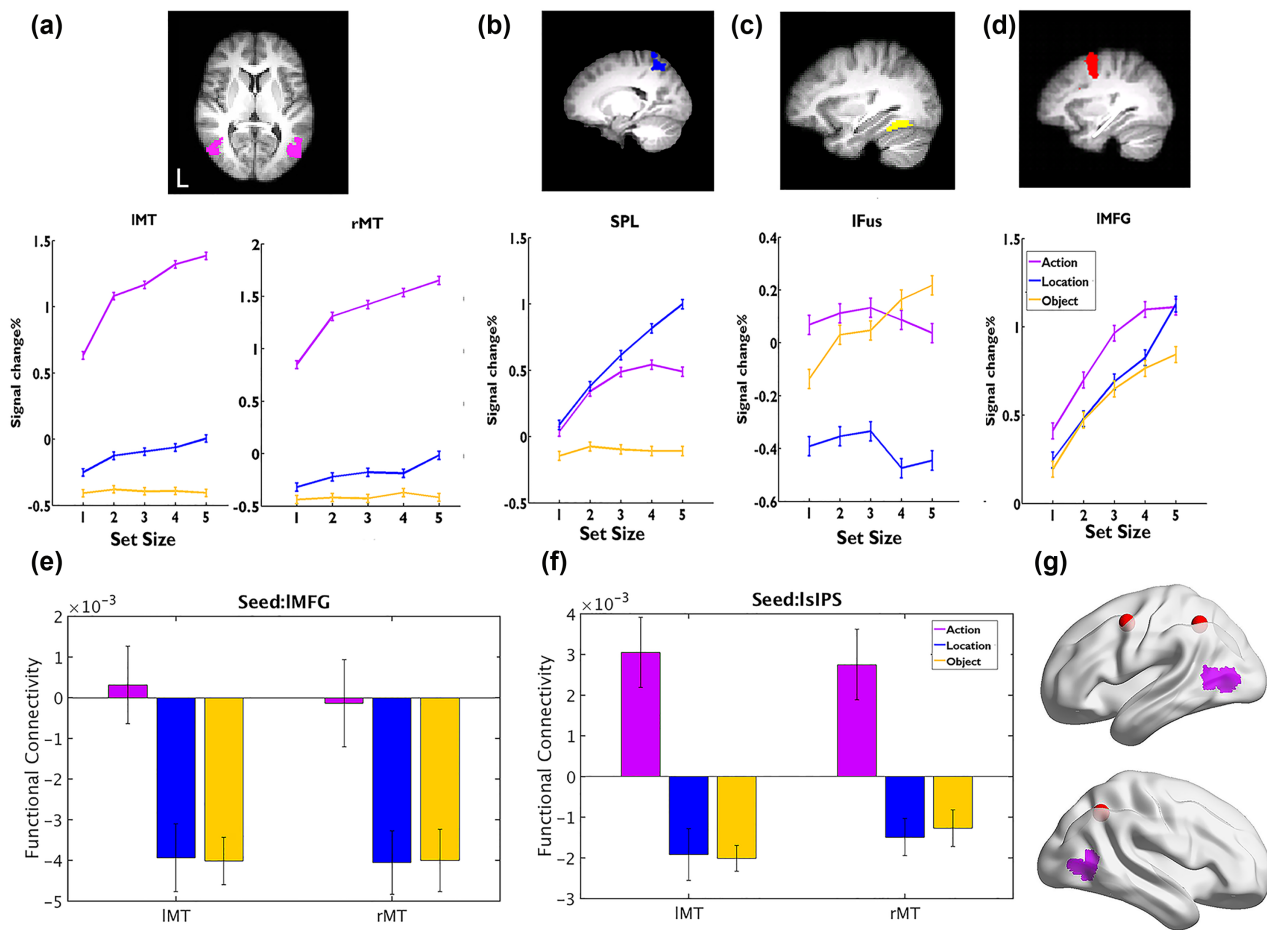 (a)
(b)
(c)
(d)
L
lMT
rMT
SPL
lFus
lMFG
Signal change%
1.5
1
0.5
0
-0.5
1 2 3 4 5
Set Size
2
1.5
1
0.5
0
-0.5
1 2 3 4 5
Set Size
Signal change%
1.5
1
0.5
0
-0.5
1 2 3 4 5
Set Size
Signal change%
0.4
0.2
0
-0.2
-0.4
-0.6
1 2 3 4 5
Set Size
Signal change%
1.5
1
0.5
0
Action
Location
Object
1 2 3 4 5
Set Size
(e)
(f)
(g)
×10⁻³
Seed:lMFG
Functional Connectivity
2
1
0
-1
-2
-3
-4
-5
lMT rMT
×10⁻³
Seed:lsIPS
Functional Connectivity
4
3
2
1
0
-1
-2
-3
Action
Location
Object
lMT rMT